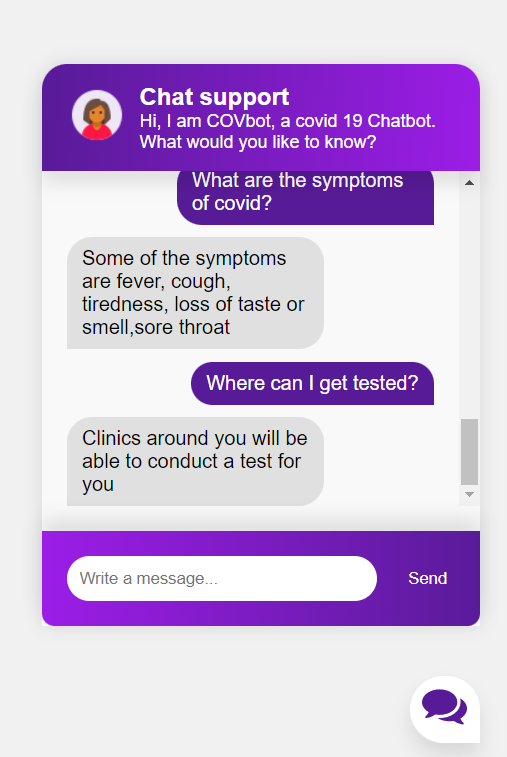 Chat support
Hi, I am COVbot, a covid 19 Chatbot.
What would you like to know?
What are the symptoms
of covid?
Some of the symptoms
are fever, cough,
tiredness, loss of taste or
smell,sore throat
Where can I get tested?
Clinics around you will be
able to conduct a test for
you
Write a message...
Send